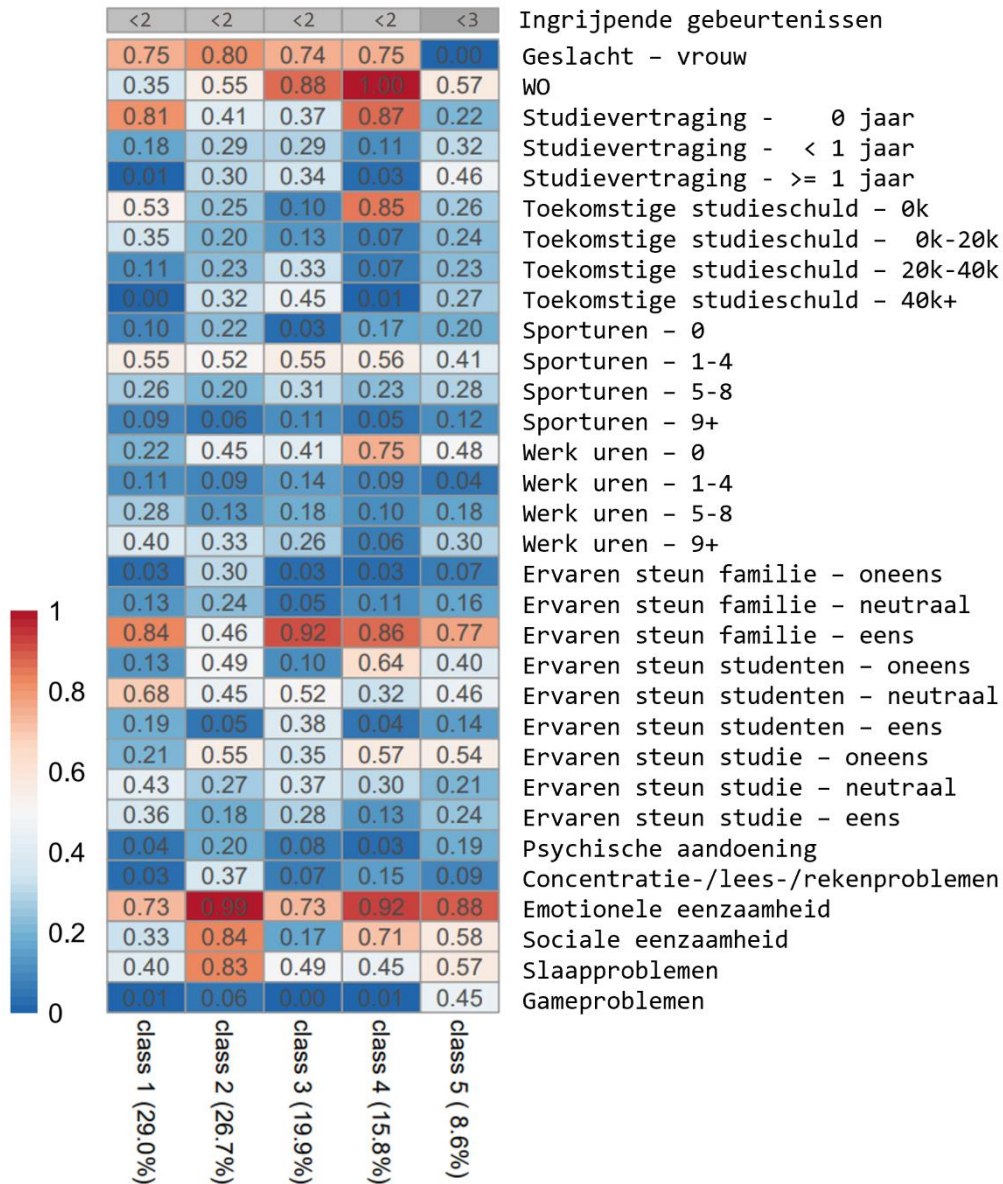 <2 <2 <2 <2 <3 Ingrijpende gebeurtenissen
0.75 0.80 0.74 0.75 0.00 Geslacht – vrouw
0.35 0.55 0.88 1.00 0.57 WO
0.81 0.41 0.37 0.87 0.22 Studievertraging - 0 jaar
0.18 0.29 0.29 0.11 0.32 Studievertraging - < 1 jaar
0.01 0.30 0.34 0.03 0.46 Studievertraging - >= 1 jaar
0.53 0.25 0.10 0.85 0.26 Toekomstige studieschuld – 0k
0.35 0.20 0.13 0.07 0.24 Toekomstige studieschuld – 0k-20k
0.11 0.23 0.33 0.07 0.23 Toekomstige studieschuld – 20k-40k
0.00 0.32 0.45 0.01 0.27 Toekomstige studieschuld – 40k+
0.10 0.22 0.03 0.17 0.20 Sporturen – 0
0.55 0.52 0.55 0.56 0.41 Sporturen – 1-4
0.26 0.20 0.31 0.23 0.28 Sporturen – 5-8
0.09 0.06 0.11 0.05 0.12 Sporturen – 9+
0.22 0.45 0.41 0.75 0.48 Werk uren – 0
0.11 0.09 0.14 0.09 0.04 Werk uren – 1-4
0.28 0.13 0.18 0.10 0.18 Werk uren – 5-8
0.40 0.33 0.26 0.06 0.30 Werk uren – 9+
0.03 0.30 0.03 0.03 0.07 Ervaren steun familie – oneens
0.13 0.24 0.05 0.11 0.16 Ervaren steun familie – neutraal
0.84 0.46 0.92 0.86 0.77 Ervaren steun familie – eens
0.13 0.49 0.10 0.64 0.40 Ervaren steun studenten – oneens
0.68 0.45 0.52 0.32 0.46 Ervaren steun studenten – neutraal
0.19 0.05 0.38 0.04 0.14 Ervaren steun studenten – eens
0.21 0.55 0.35 0.57 0.54 Ervaren steun studie – oneens
0.43 0.27 0.37 0.30 0.21 Ervaren steun studie – neutraal
0.36 0.18 0.28 0.13 0.24 Ervaren steun studie – eens
0.04 0.20 0.08 0.03 0.19 Psychische aandoening
0.03 0.37 0.07 0.15 0.09 Concentratie-/lees-/rekenproblemen
0.73 0.99 0.73 0.92 0.88 Emotionele eenzaamheid
0.33 0.84 0.17 0.71 0.58 Sociale eenzaamheid
0.40 0.83 0.49 0.45 0.57 Slaapproblemen
0.01 0.06 0.00 0.01 0.45 Gameproblemen
1
0.8
0.6
0.4
0.2
0
class 1 (29.0%)
class 2 (26.7%)
class 3 (19.9%)
class 4 (15.8%)
class 5 ( 8.6%)